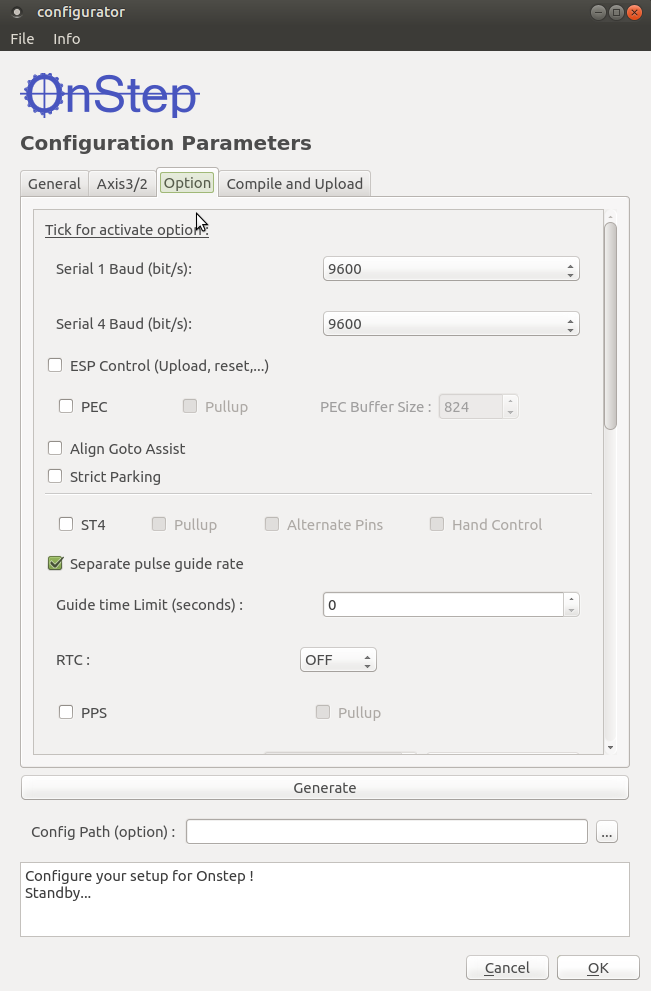 configurator
File Info
OnStep
Configuration Parameters
General Axis3/2 Option Compile and Upload
Tick for activate option :
Serial 1 Baud (bit/s): 9600
Serial 4 Baud (bit/s): 9600
ESP Control (Upload, reset,...)
PEC Pullup PEC Buffer Size : 824
Align Goto Assist
Strict Parking
ST4 Pullup Alternate Pins Hand Control
Separate pulse guide rate
Guide time Limit (seconds) : 0
RTC : OFF
PPS Pullup
Generate
Config Path (option) : ...
Configure your setup for Onstep !
Standby...
Cancel OK